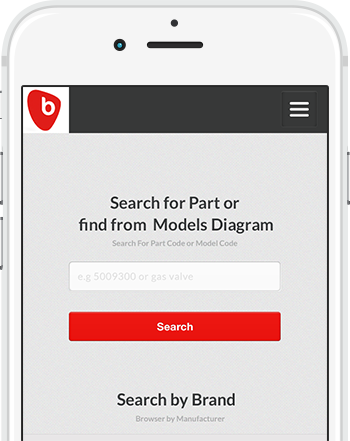 b
Search for Part or
find from Models Diagram
Search For Part Code or Model Code
e.g 5009300 or gas valve
Search
Search by Brand
Browser by Manufacturer